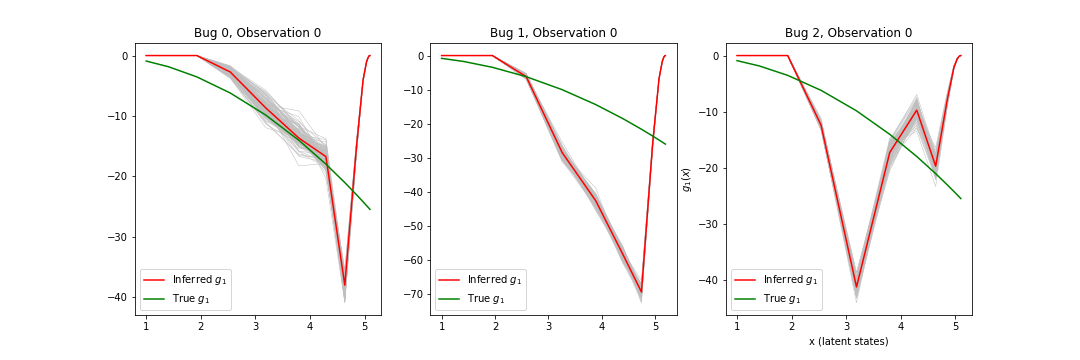 Bug 0, Observation 0
0
−10
−20
−30
−40
1 2 3 4 5
Inferred g₁
True g₁
Bug 1, Observation 0
0
−10
−20
−30
−40
−50
−60
−70
1 2 3 4 5
Inferred g₁
True g₁
Bug 2, Observation 0
g₁(x)
0
−10
−20
−30
−40
1 2 3 4 5
x (latent states)
Inferred g₁
True g₁